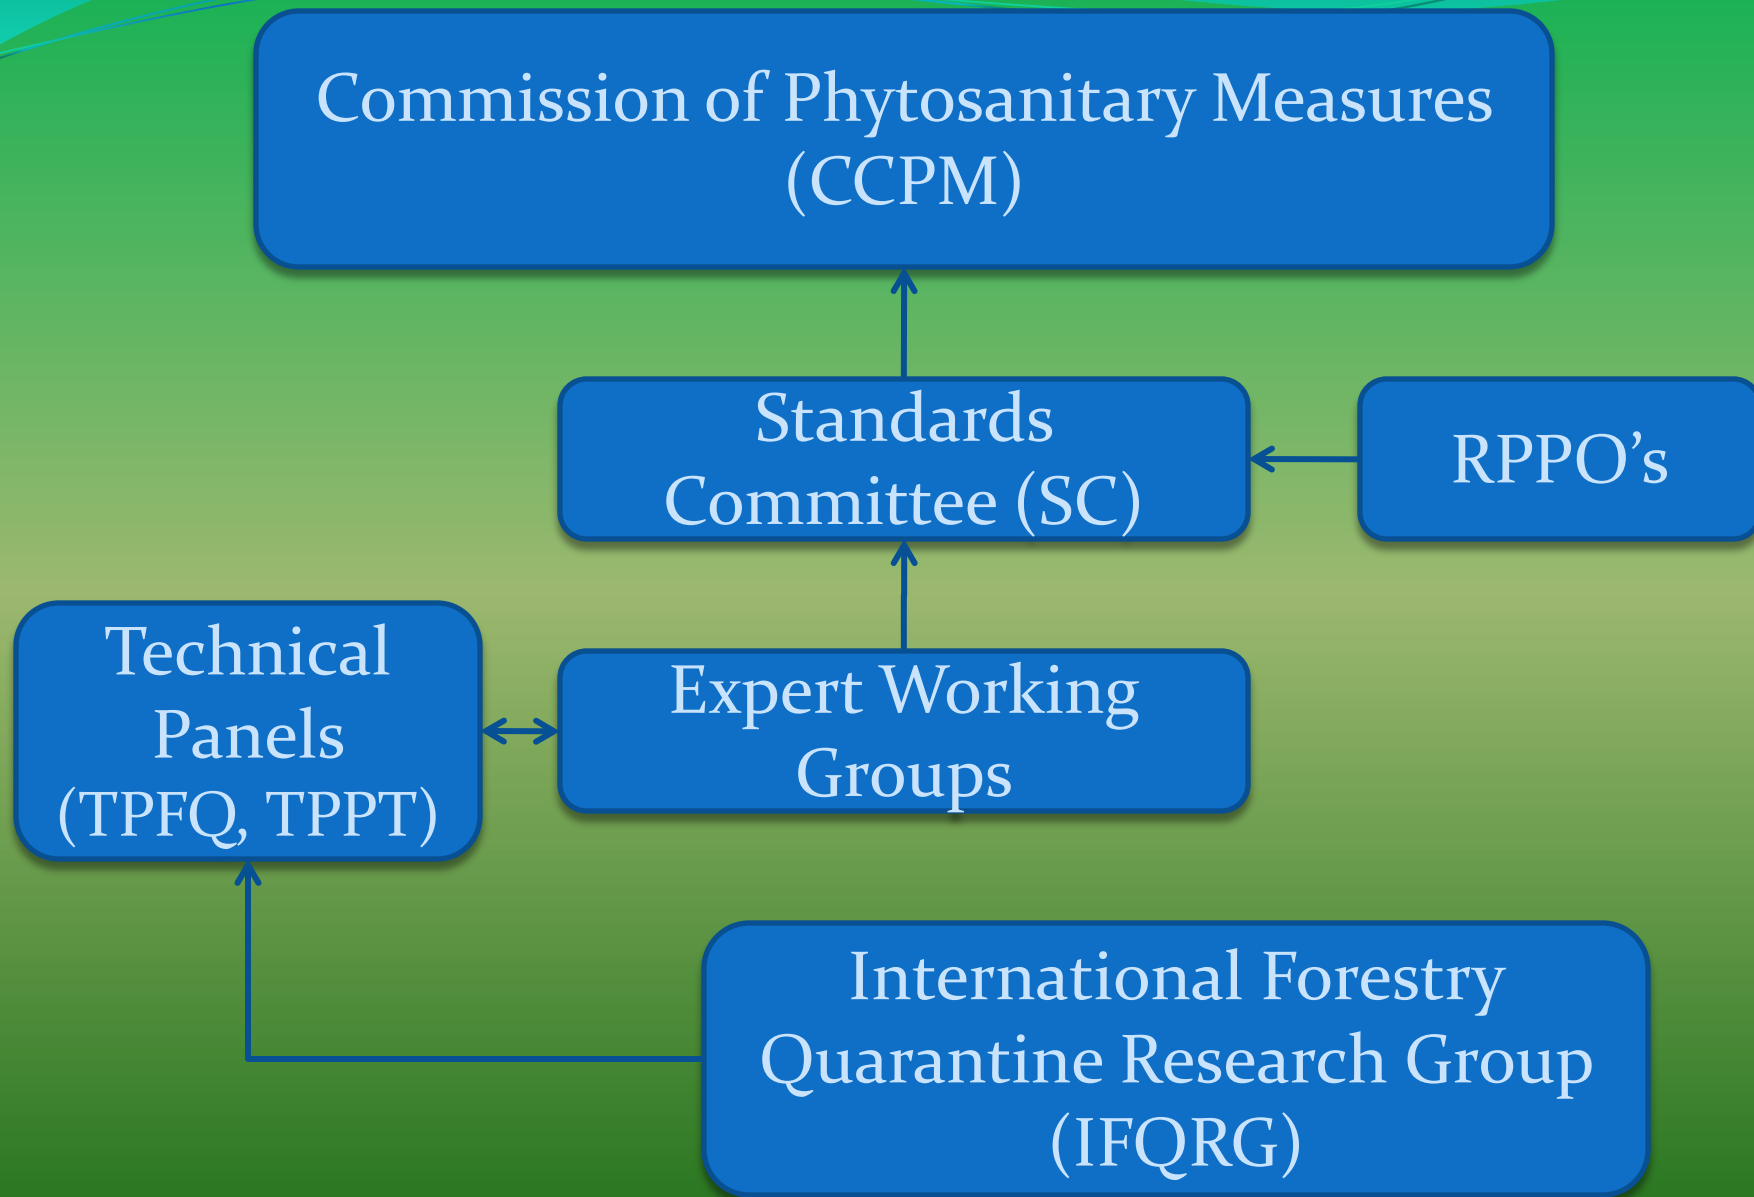 Commission of Phytosanitary Measures
(CCPM)
Standards
Committee (SC)
RPPO’s
Technical
Panels
(TPFQ, TPPT)
Expert Working
Groups
International Forestry
Quarantine Research Group
(IFQRG)